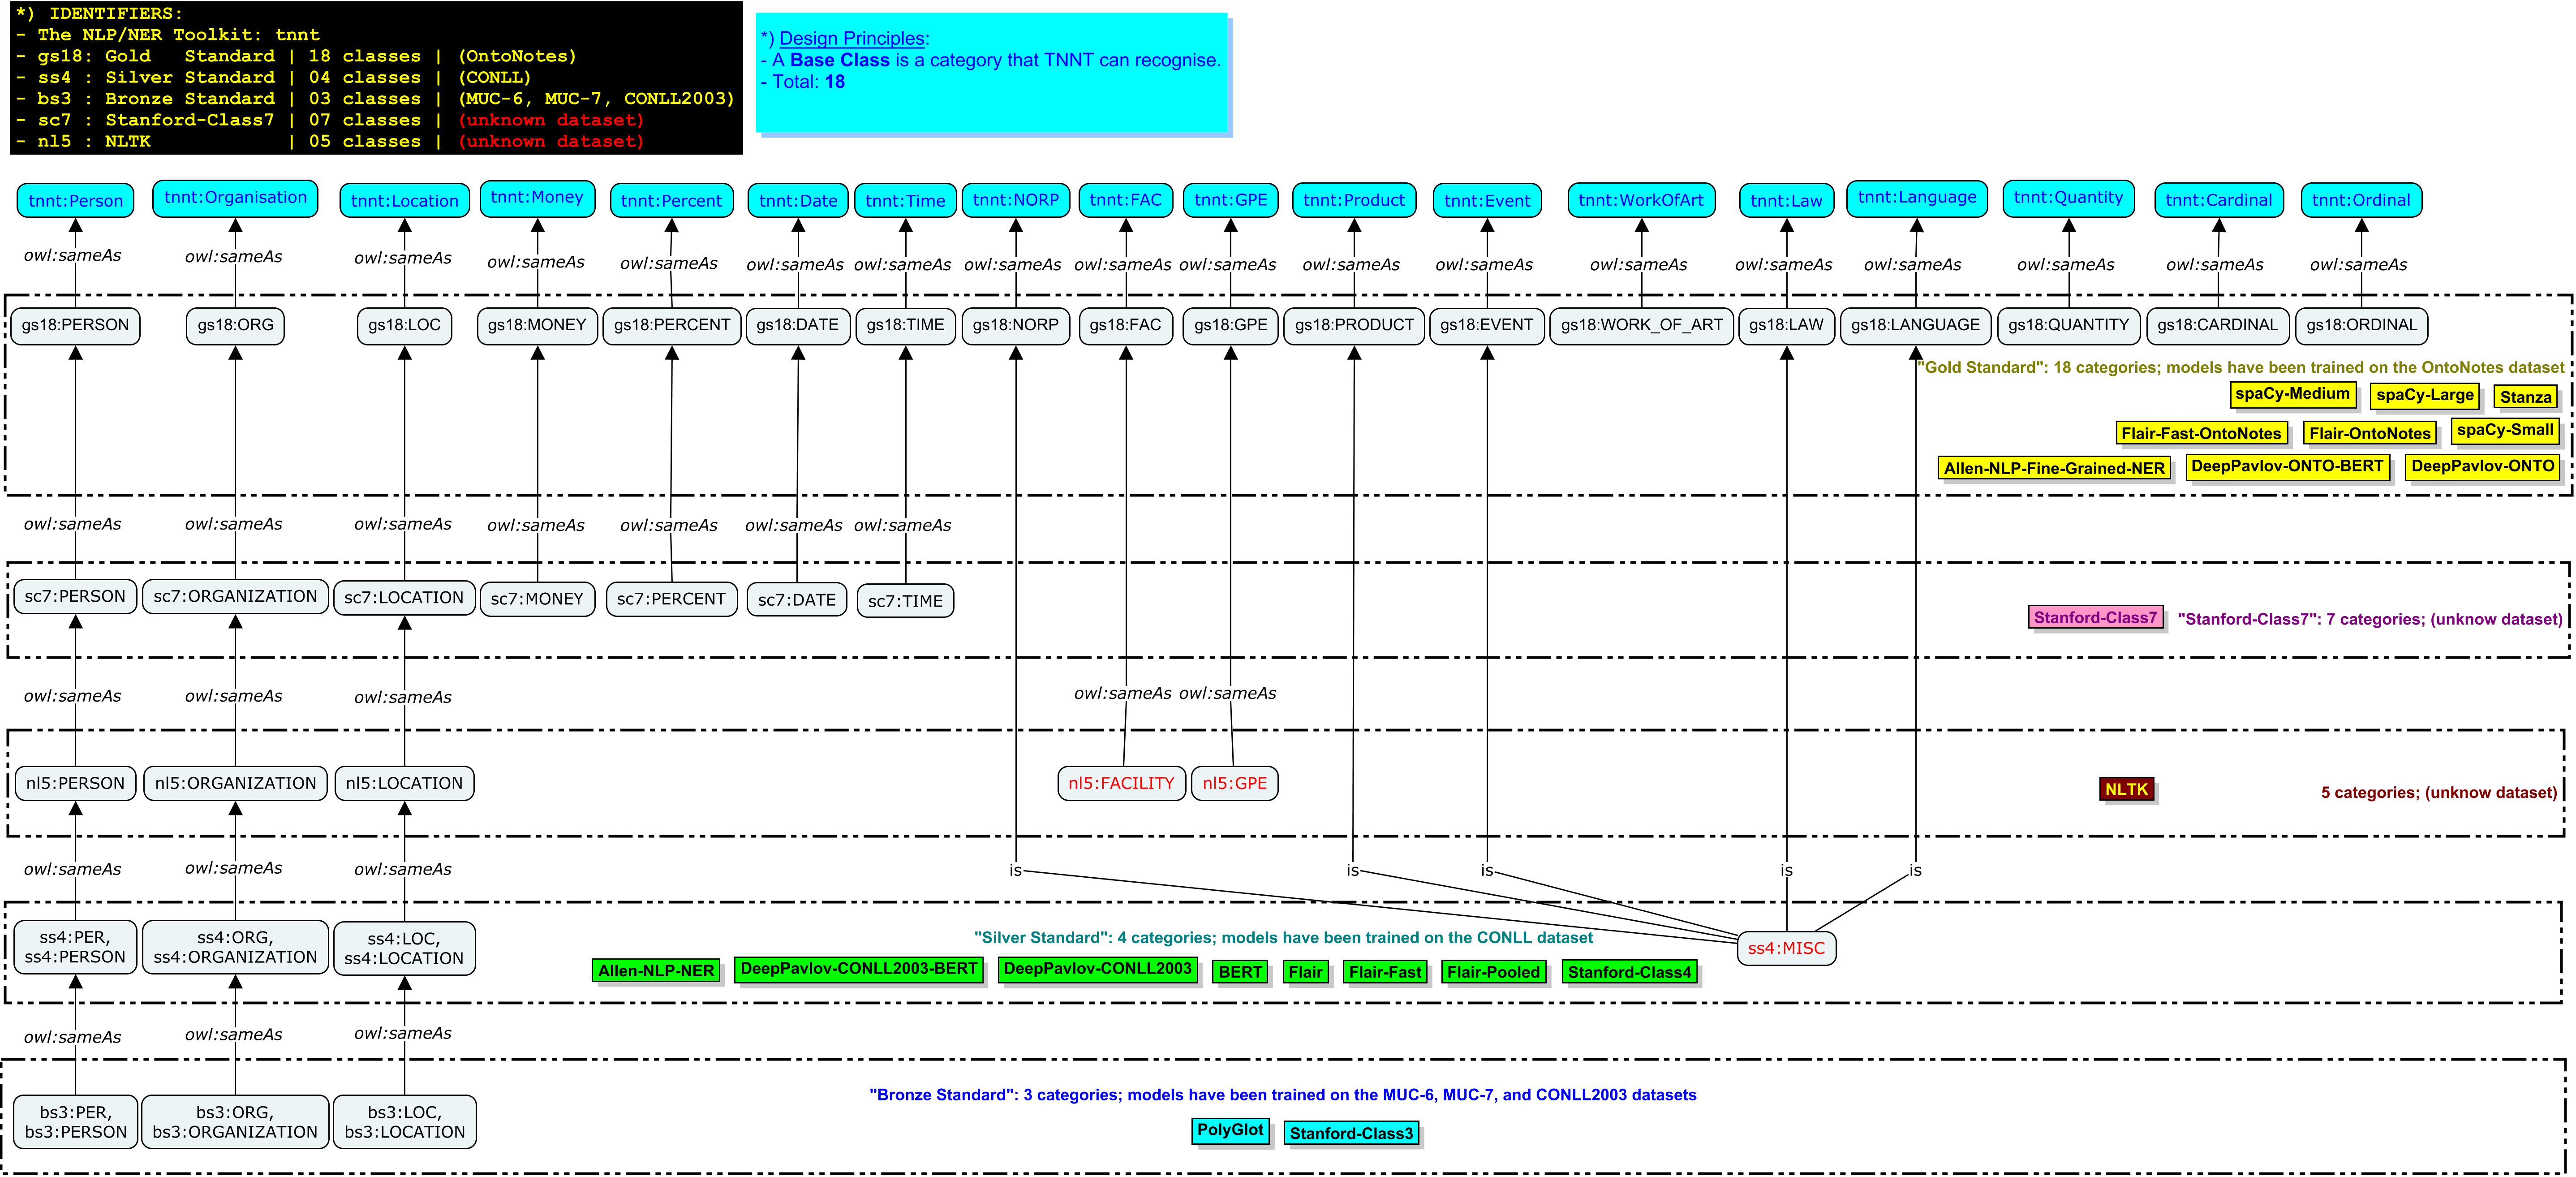 *) IDENTIFIERS:
- The NLP/NER Toolkit: tnnt
- gs18: Gold   Standard | 18 classes | (OntoNotes)
- ss4 : Silver Standard | 04 classes | (CONLL)
- bs3 : Bronze Standard | 03 classes | (MUC-6, MUC-7, CONLL2003)
- sc7 : Stanford-Class7 | 07 classes | (unknown dataset)
- nl5 : NLTK            | 05 classes | (unknown dataset)
*) Design Principles:
- A Base Class is a category that TNNT can recognise.
- Total: 18
tnnt:Person tnnt:Organisation tnnt:Location tnnt:Money tnnt:Percent tnnt:Date tnnt:Time tnnt:NORP tnnt:FAC tnnt:GPE tnnt:Product tnnt:Event tnnt:WorkOfArt tnnt:Law tnnt:Language tnnt:Quantity tnnt:Cardinal tnnt:Ordinal
owl:sameAs owl:sameAs owl:sameAs owl:sameAs owl:sameAs owl:sameAs owl:sameAs owl:sameAs owl:sameAs owl:sameAs owl:sameAs owl:sameAs owl:sameAs owl:sameAs owl:sameAs owl:sameAs owl:sameAs owl:sameAs
gs18:PERSON gs18:ORG gs18:LOC gs18:MONEY gs18:PERCENT gs18:DATE gs18:TIME gs18:NORP gs18:FAC gs18:GPE gs18:PRODUCT gs18:EVENT gs18:WORK_OF_ART gs18:LAW gs18:LANGUAGE gs18:QUANTITY gs18:CARDINAL gs18:ORDINAL
"Gold Standard": 18 categories; models have been trained on the OntoNotes dataset
spaCy-Medium spaCy-Large Stanza
Flair-Fast-OntoNotes Flair-OntoNotes spaCy-Small
Allen-NLP-Fine-Grained-NER DeepPavlov-ONTO-BERT DeepPavlov-ONTO
owl:sameAs owl:sameAs owl:sameAs owl:sameAs owl:sameAs owl:sameAs owl:sameAs
sc7:PERSON sc7:ORGANIZATION sc7:LOCATION sc7:MONEY sc7:PERCENT sc7:DATE sc7:TIME
Stanford-Class7 "Stanford-Class7": 7 categories; (unknow dataset)
owl:sameAs owl:sameAs owl:sameAs owl:sameAs owl:sameAs
nl5:PERSON nl5:ORGANIZATION nl5:LOCATION nl5:FACILITY nl5:GPE
NLTK 5 categories; (unknow dataset)
owl:sameAs owl:sameAs owl:sameAs is is is is is
ss4:PER,
ss4:PERSON
ss4:ORG,
ss4:ORGANIZATION
ss4:LOC,
ss4:LOCATION
"Silver Standard": 4 categories; models have been trained on the CONLL dataset
ss4:MISC
Allen-NLP-NER DeepPavlov-CONLL2003-BERT DeepPavlov-CONLL2003 BERT Flair Flair-Fast Flair-Pooled Stanford-Class4
owl:sameAs owl:sameAs owl:sameAs
bs3:PER,
bs3:PERSON
bs3:ORG,
bs3:ORGANIZATION
bs3:LOC,
bs3:LOCATION
"Bronze Standard": 3 categories; models have been trained on the MUC-6, MUC-7, and CONLL2003 datasets
PolyGlot Stanford-Class3